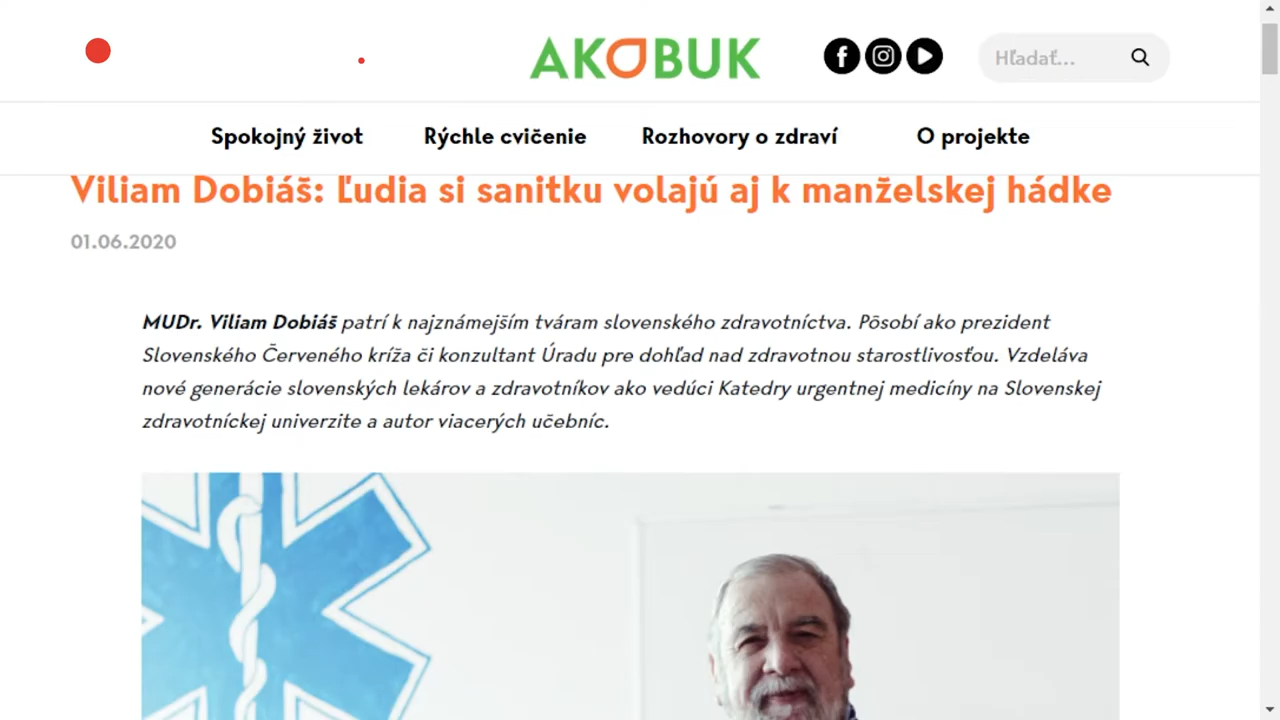 AKOBUK
Hľadať...
Spokojný život
Rýchle cvičenie
Rozhovory o zdraví
O projekte
Viliam Dobiáš: Ľudia si sanitku volajú aj k manželskej hádke
01.06.2020
MUDr. Viliam Dobiáš patrí k najznámejším tváram slovenského zdravotníctva. Pôsobí ako prezident
Slovenského Červeného kríža či konzultant Úradu pre dohľad nad zdravotnou starostlivosťou. Vzdeláva
nové generácie slovenských lekárov a zdravotníkov ako vedúci Katedry urgentnej medicíny na Slovenskej
zdravotníckej univerzite a autor viacerých učebníc.